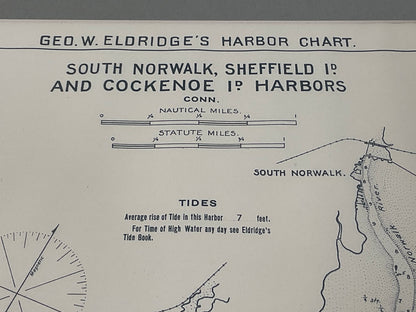 GEO. W. ELDRIDGE'S HARBOR CHART.
SOUTH NORWALK, SHEFFIELD ID
AND COCKENOE ID HARBORS
CONN.
NAUTICAL MILES.
0 ¼ ½ ¾ 1
STATUTE MILES.
0 ¼ ½ ¾ 1
SOUTH NORWALK.
River
TIDES
Average rise of Tide in this Harbor 7 feet.
For Time of High Water any day see Eldridge's
Tide Book.
Magnetic